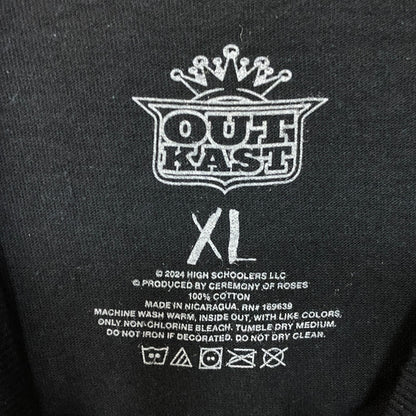 OUT
KAST
XL
© 2024 HIGH SCHOOLERS LLC
© PRODUCED BY CEREMONY OF ROSES
100% COTTON
MADE IN NICARAGUA. RN# 169639
MACHINE WASH WARM, INSIDE OUT, WITH LIKE COLORS,
ONLY NON-CHLORINE BLEACH. TUMBLE DRY MEDIUM.
DO NOT IRON IF DECORATED. DO NOT DRY CLEAN.